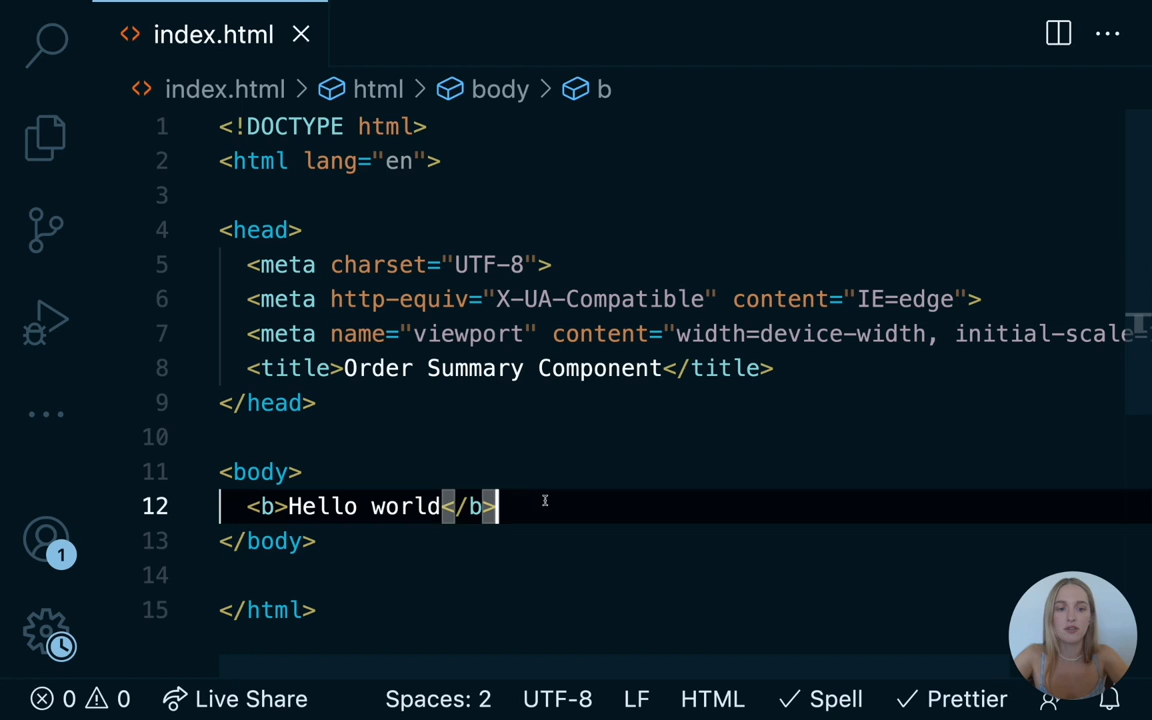 index.html
index.html > html > body > b
1 <!DOCTYPE html>
2 <html lang="en">
3
4 <head>
5 <meta charset="UTF-8">
6 <meta http-equiv="X-UA-Compatible" content="IE=edge">
7 <meta name="viewport" content="width=device-width, initial-scale=
8 <title>Order Summary Component</title>
9 </head>
10
11 <body>
12 <b>Hello world</b>
13 </body>
14
15 </html>
1
0 0 Live Share Spaces: 2 UTF-8 LF HTML Spell Prettier